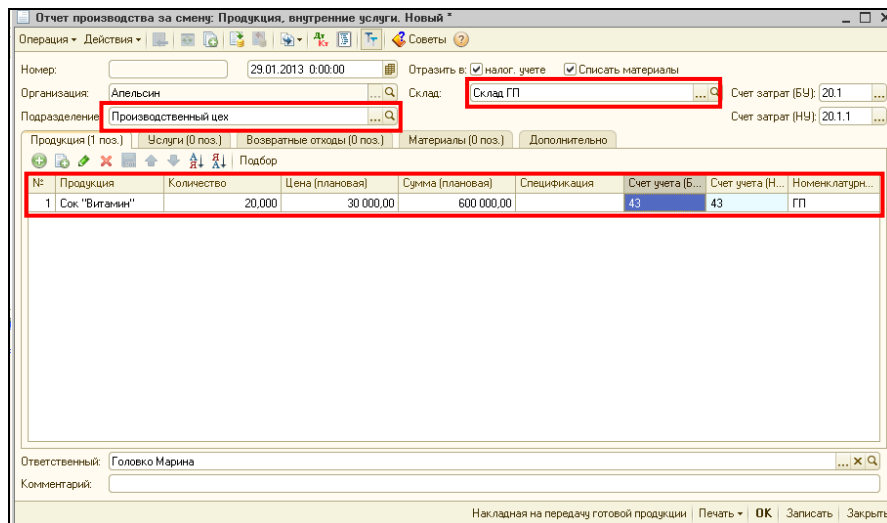 Отчет производства за смену: Продукция, внутренние услуги. Новый *
Операция Действия Советы
Номер: 29.01.2013 0:00:00 Отразить в: налог. учете Списать материалы
Организация: Апельсин ... Склад: Склад ГП ... Счет затрат (БУ): 20.1 ...
Подразделение Производственный цех ... Счет затрат (НУ): 20.1.1 ...
Продукция (1 поз.) Услуги (0 поз.) Возвратные отходы (0 поз.) Материалы (0 поз.) Дополнительно
Подбор
№ Продукция Количество Цена (плановая) Сумма (плановая) Спецификация Счет учета (Б... Счет учета (Н... Номенклатурн...
1 Сок "Витамин" 20,000 30 000,00 600 000,00 43 43 ГП
Ответственный: Головко Марина ...
Комментарий:
Накладная на передачу готовой продукции Печать OK Записать Закрыть